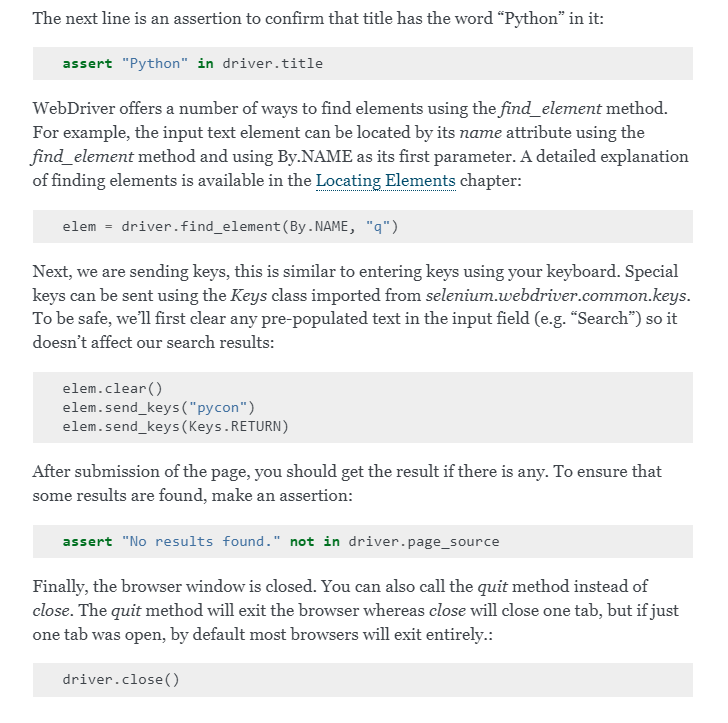 The next line is an assertion to confirm that title has the word “Python” in it:
assert "Python" in driver.title
WebDriver offers a number of ways to find elements using the find_element method.
For example, the input text element can be located by its name attribute using the
find_element method and using By.NAME as its first parameter. A detailed explanation
of finding elements is available in the Locating Elements chapter:
elem = driver.find_element(By.NAME, "q")
Next, we are sending keys, this is similar to entering keys using your keyboard. Special
keys can be sent using the Keys class imported from selenium.webdriver.common.keys.
To be safe, we’ll first clear any pre-populated text in the input field (e.g. “Search”) so it
doesn’t affect our search results:
elem.clear()
elem.send_keys("pycon")
elem.send_keys(Keys.RETURN)
After submission of the page, you should get the result if there is any. To ensure that
some results are found, make an assertion:
assert "No results found." not in driver.page_source
Finally, the browser window is closed. You can also call the quit method instead of
close. The quit method will exit the browser whereas close will close one tab, but if just
one tab was open, by default most browsers will exit entirely.:
driver.close()